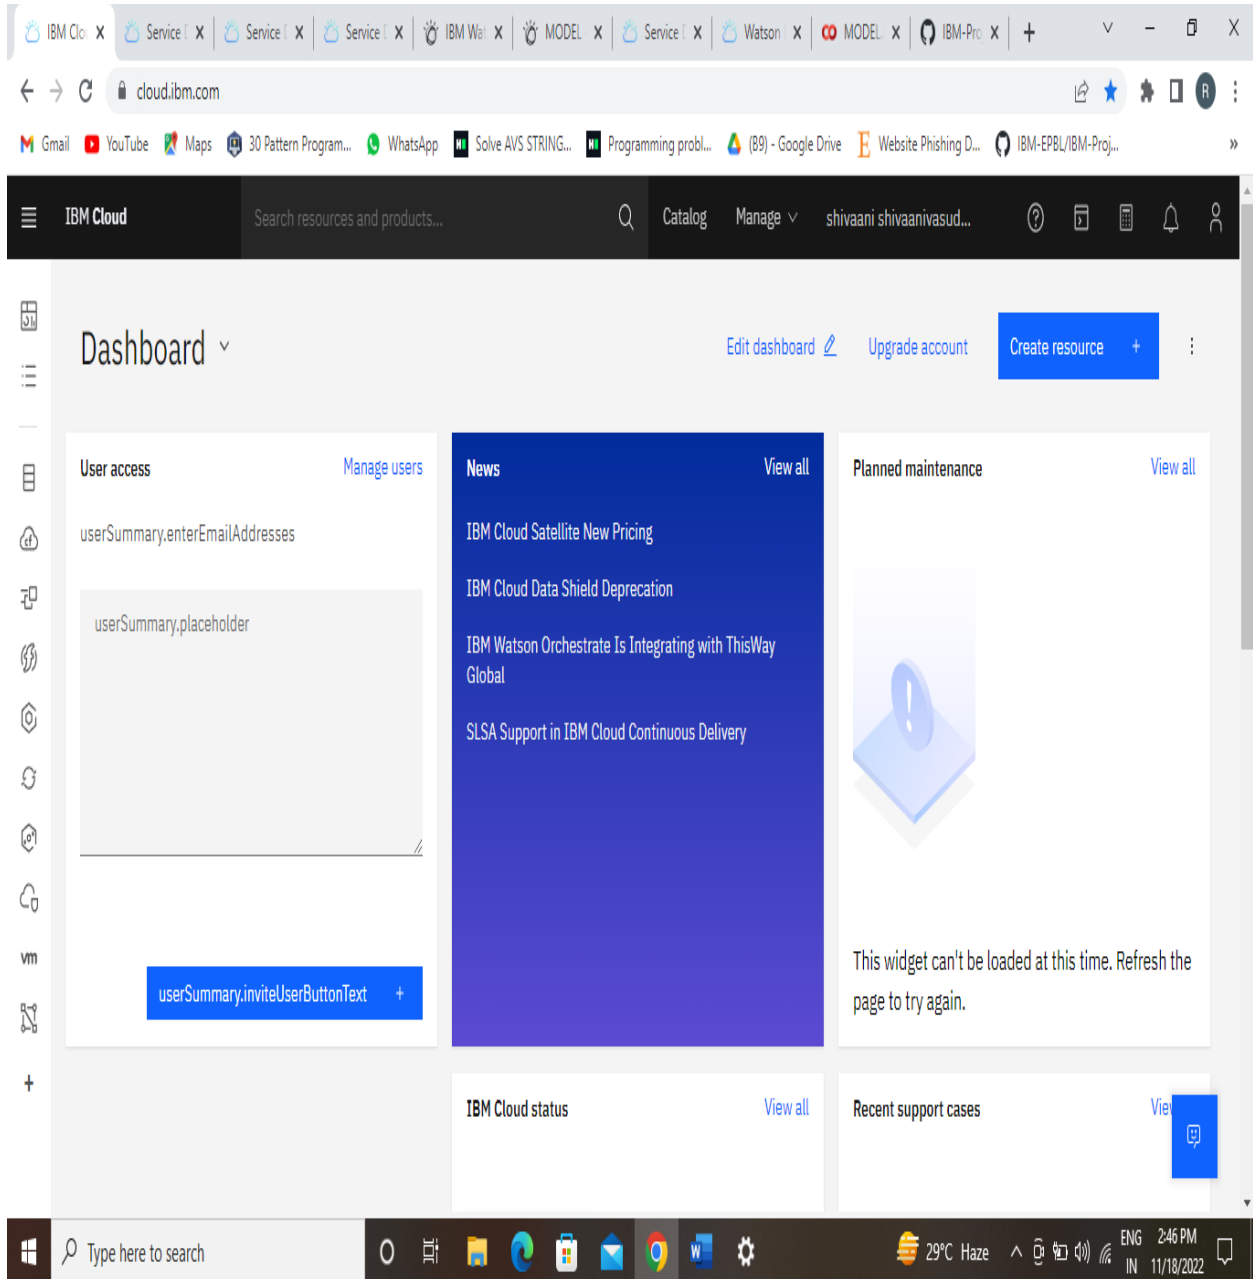 IBM Clo
Service
Service
Service
IBM Wat
MODEL
Service
Watson
MODEL
IBM-Pro
cloud.ibm.com
R
Gmail
YouTube
Maps
30 Pattern Program...
WhatsApp
Solve AVS STRING...
Programming probl...
(B9) - Google Drive
Website Phishing D...
IBM-EPBL/IBM-Proj...
»
IBM Cloud
Search resources and products...
Catalog
Manage
shivaani shivaanivasud...
Dashboard
Edit dashboard
Upgrade account
Create resource +
User access
Manage users
userSummary.enterEmailAddresses
userSummary.placeholder
userSummary.inviteUserButtonText +
cf
vm
News
View all
IBM Cloud Satellite New Pricing
IBM Cloud Data Shield Deprecation
IBM Watson Orchestrate Is Integrating with ThisWay
Global
SLSA Support in IBM Cloud Continuous Delivery
Planned maintenance
View all
This widget can't be loaded at this time. Refresh the
page to try again.
IBM Cloud status
View all
Recent support cases
View
Type here to search
29°C Haze
ENG
IN
2:46 PM
11/18/2022